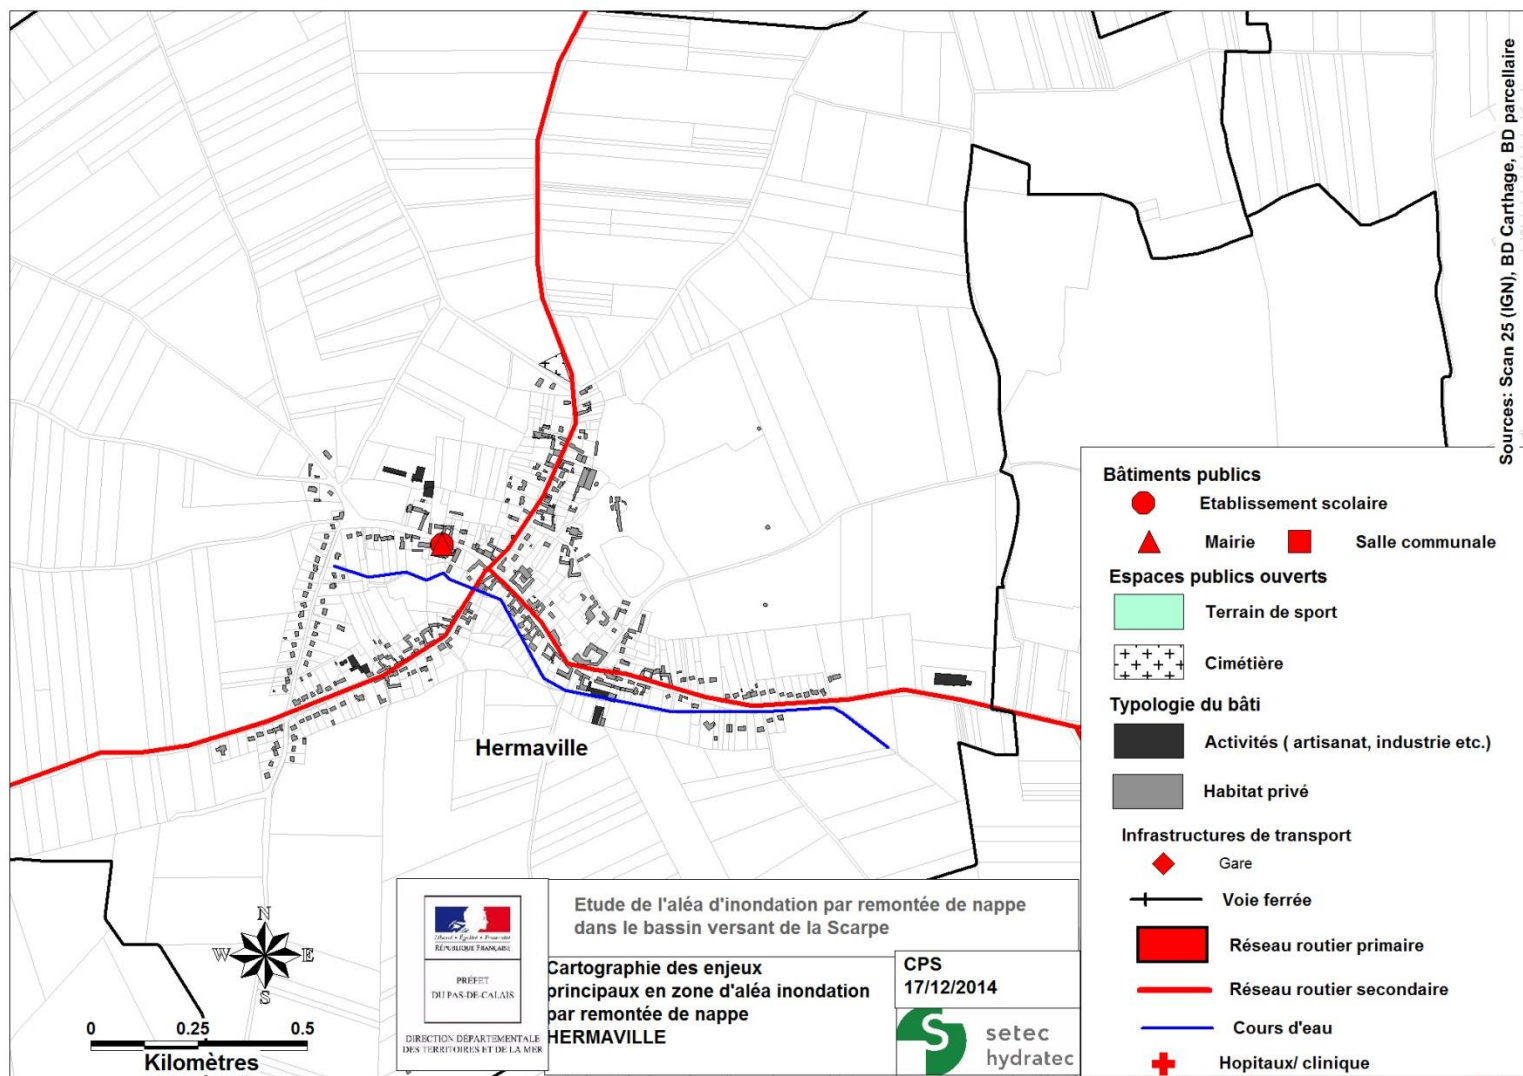 Sources: Scan 25 (IGN), BD Carthage, BD parcellaire
Hermaville
Bâtiments publics
Etablissement scolaire
Mairie
Salle communale
Espaces publics ouverts
Terrain de sport
Cimétière
Typologie du bâti
Activités ( artisanat, industrie etc.)
Habitat privé
Infrastructures de transport
Gare
Voie ferrée
Réseau routier primaire
Réseau routier secondaire
Cours d'eau
Hopitaux/ clinique
N
W E
S
0 0.25 0.5
Kilomètres
Liberté • Égalité • Fraternité
RÉPUBLIQUE FRANÇAISE
PRÉFET
DU PAS-DE-CALAIS
DIRECTION DÉPARTEMENTALE
DES TERRITOIRES ET DE LA MER
Etude de l'aléa d'inondation par remontée de nappe
dans le bassin versant de la Scarpe
Cartographie des enjeux
principaux en zone d'aléa inondation
par remontée de nappe
HERMAVILLE
CPS
17/12/2014
S
setec
hydratec